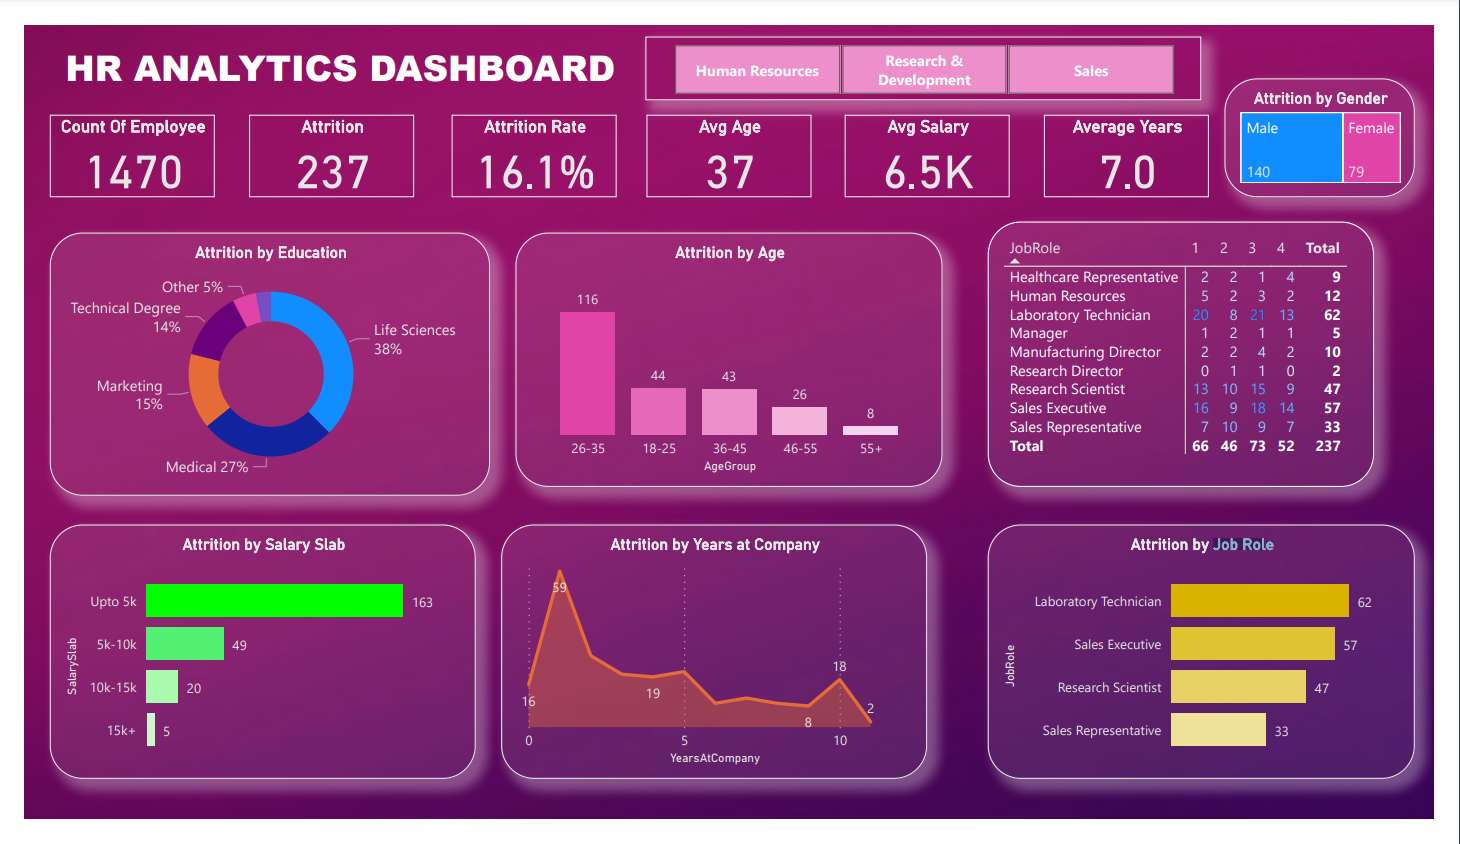 HR ANALYTICS DASHBOARD
Human Resources
Research &
Development
Sales
Count Of Employee
1470
Attrition
237
Attrition Rate
16.1%
Avg Age
37
Avg Salary
6.5K
Average Years
7.0
Attrition by Gender
Male
140
Female
79
Attrition by Education
Other 5%
Technical Degree
14%
Life Sciences
38%
Marketing
15%
Medical 27%
Attrition by Age
116
44
43
26
8
26-35
18-25
36-45
46-55
55+
AgeGroup
JobRole 1 2 3 4 Total
Healthcare Representative 2 2 1 4 9
Human Resources 5 2 3 2 12
Laboratory Technician 20 8 21 13 62
Manager 1 2 1 1 5
Manufacturing Director 2 2 4 2 10
Research Director 0 1 1 0 2
Research Scientist 13 10 15 9 47
Sales Executive 16 9 18 14 57
Sales Representative 7 10 9 7 33
Total 66 46 73 52 237
Attrition by Salary Slab
SalarySlab
Upto 5k 163
5k-10k 49
10k-15k 20
15k+ 5
Attrition by Years at Company
59
16
19
18
8
2
0 5 10
YearsAtCompany
Attrition by Job Role
JobRole
Laboratory Technician 62
Sales Executive 57
Research Scientist 47
Sales Representative 33